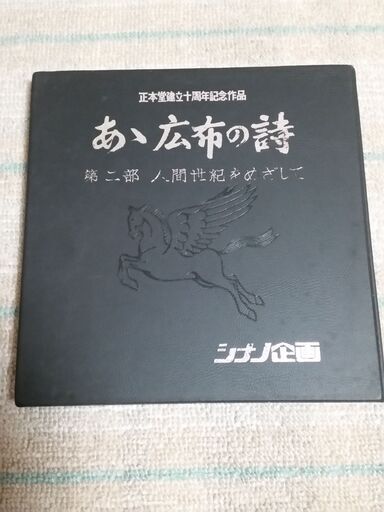 正本堂建立十周年記念作品
あゝ広布の詩
第二部 人間世紀をめざして
シナノ企画